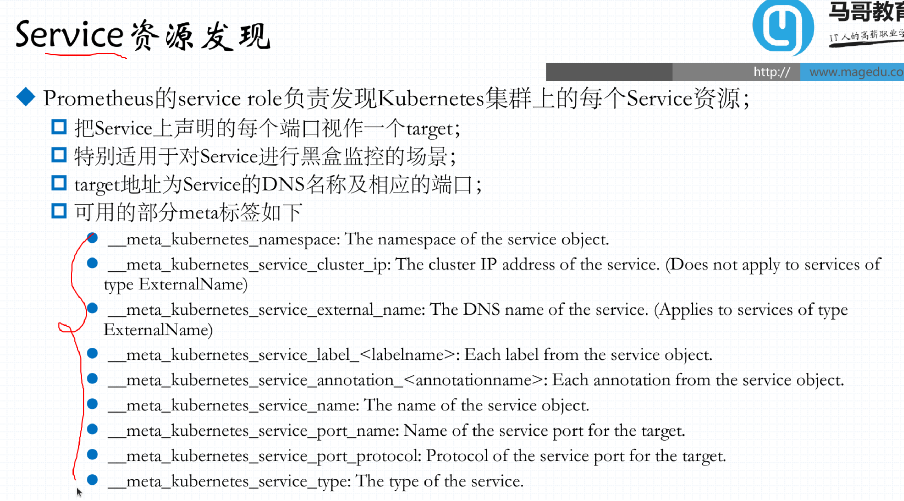 Service资源发现
马哥教育
IT人的高薪职业学
http:// www.magedu.co
Prometheus的service role负责发现Kubernetes集群上的每个Service资源;
把Service上声明的每个端口视作一个target;
特别适用于对Service进行黑盒监控的场景;
target地址为Service的DNS名称及相应的端口;
可用的部分meta标签如下
__meta_kubernetes_namespace: The namespace of the service object.
__meta_kubernetes_service_cluster_ip: The cluster IP address of the service. (Does not apply to services of
type ExternalName)
__meta_kubernetes_service_external_name: The DNS name of the service. (Applies to services of type
ExternalName)
__meta_kubernetes_service_label_<labelname>: Each label from the service object.
__meta_kubernetes_service_annotation_<annotationname>: Each annotation from the service object.
__meta_kubernetes_service_name: The name of the service object.
__meta_kubernetes_service_port_name: Name of the service port for the target.
__meta_kubernetes_service_port_protocol: Protocol of the service port for the target.
__meta_kubernetes_service_type: The type of the service.